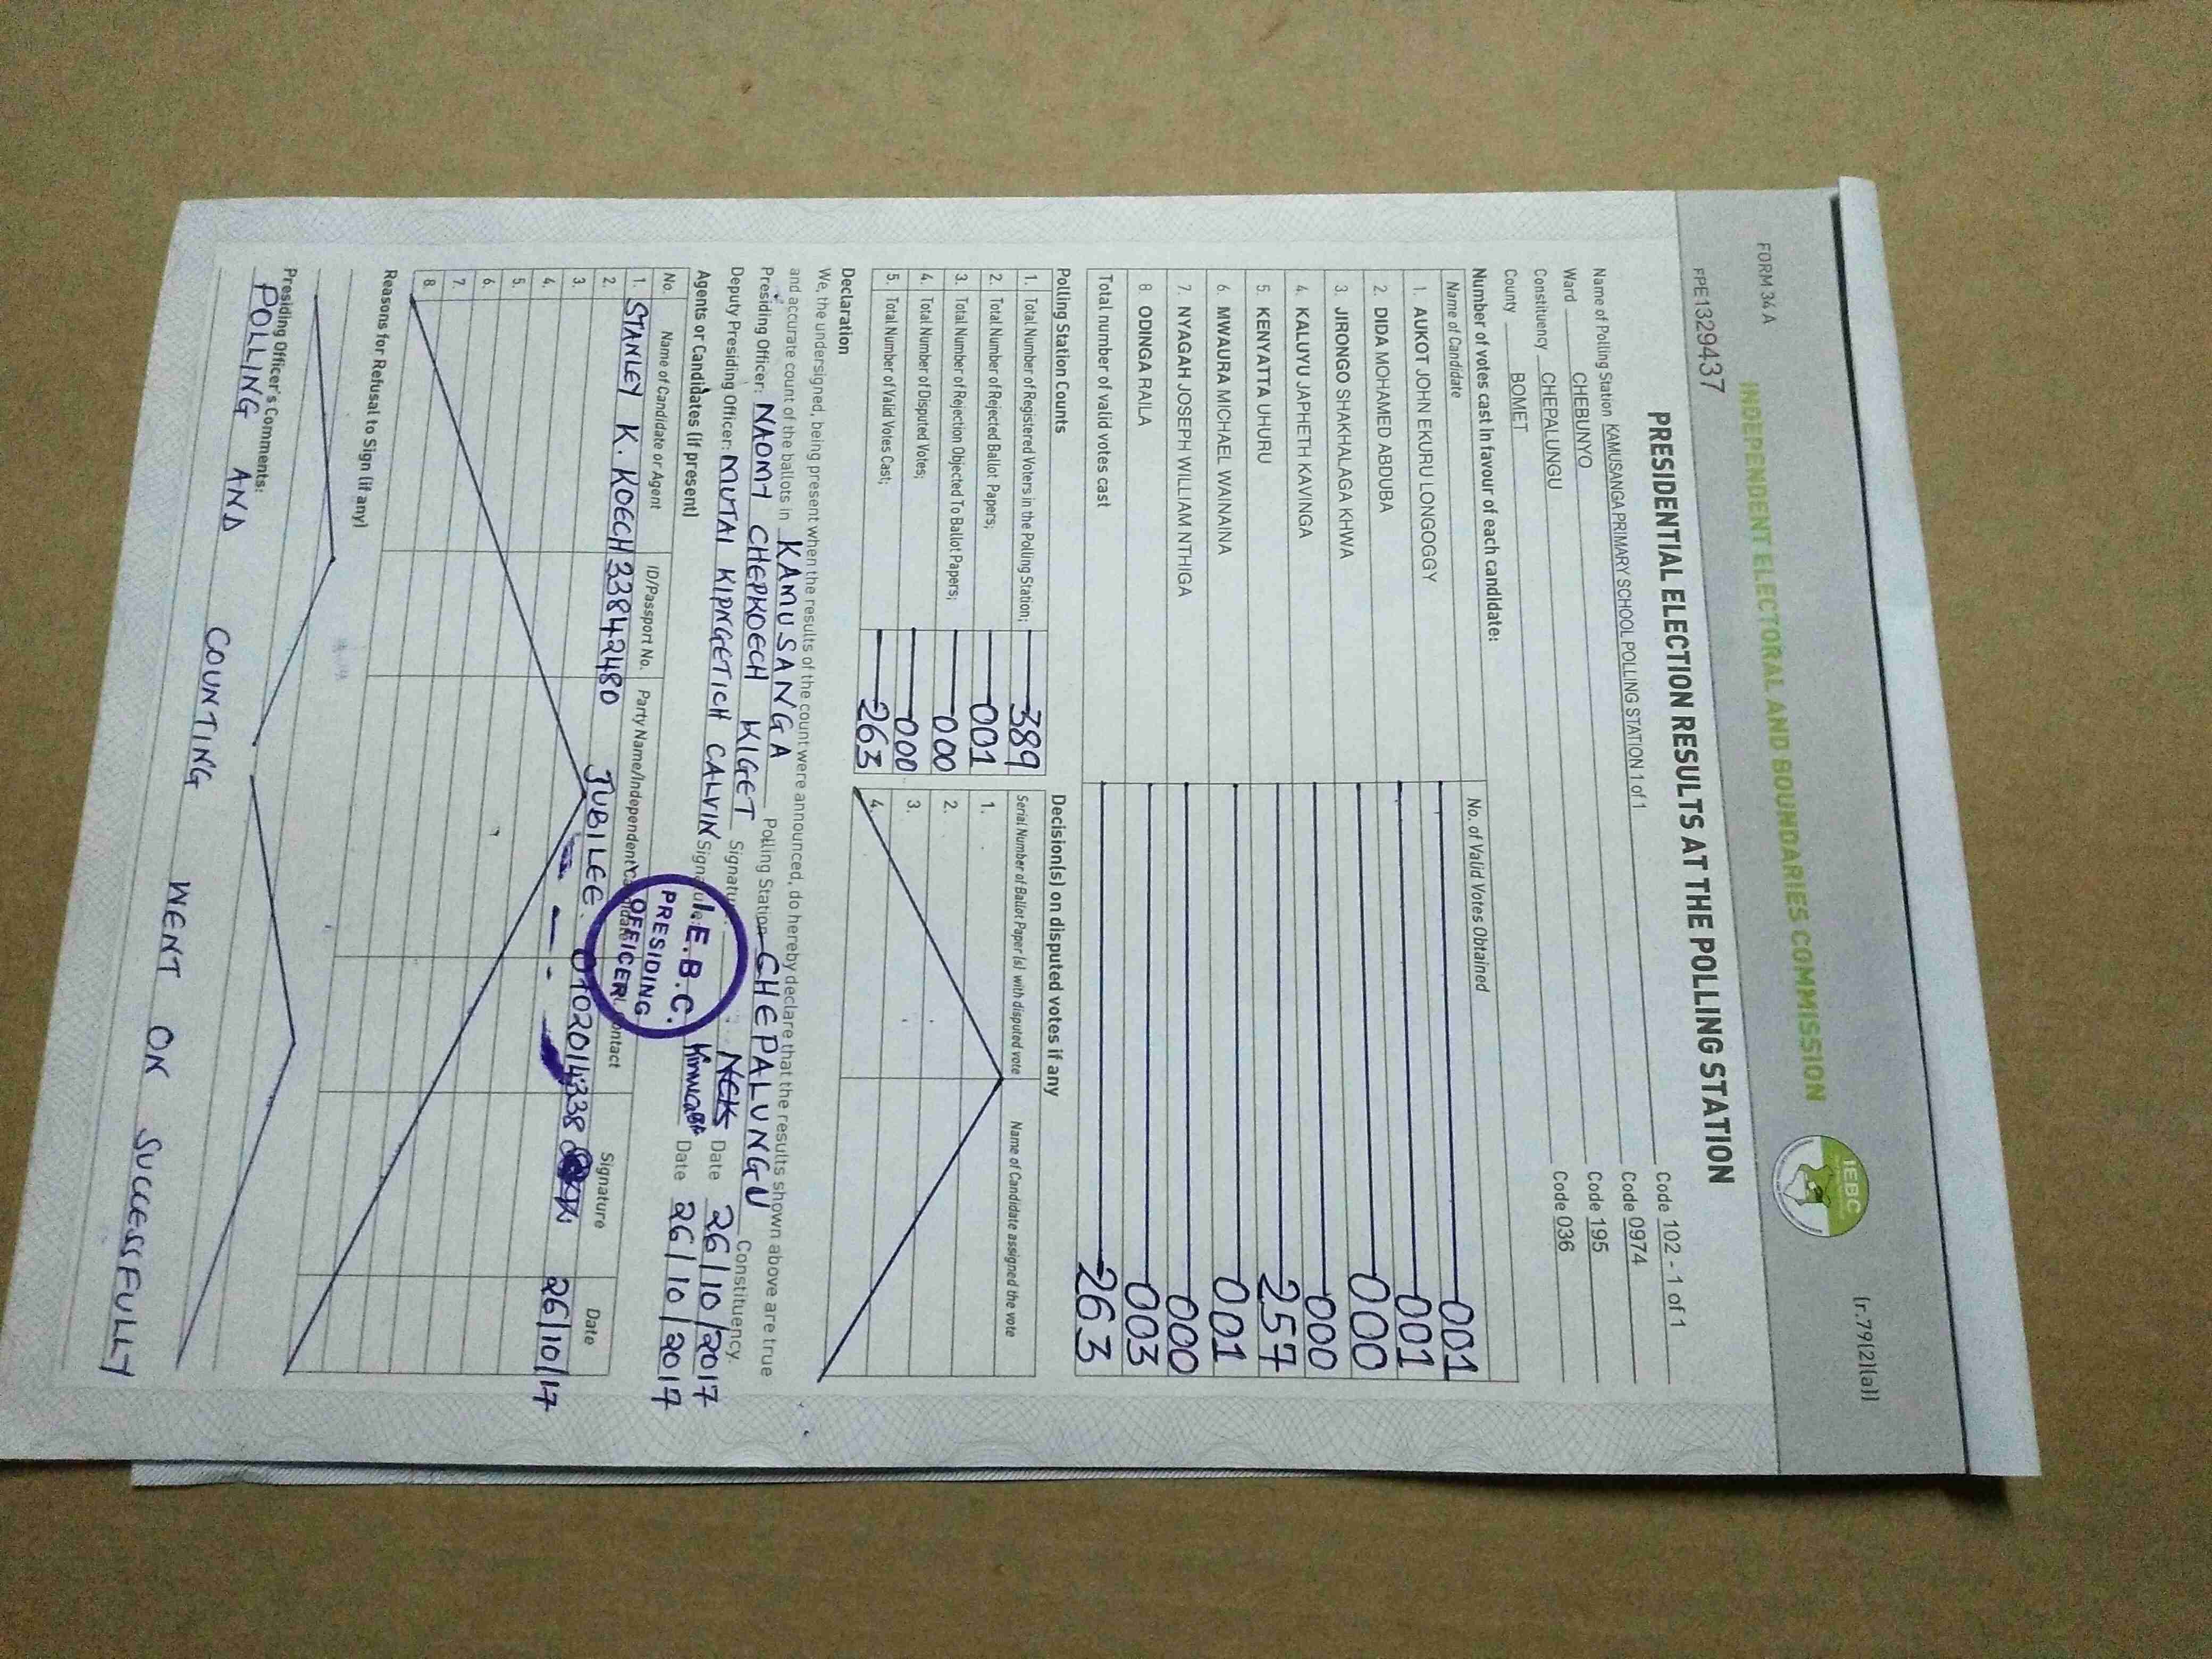 FORM 34 A
(r.79(2)(a))
INDEPENDENT ELECTORAL AND BOUNDARIES COMMISSION
IEBC
FPE1329437
PRESIDENTIAL ELECTION RESULTS AT THE POLLING STATION
Name of Polling Station KAMUSANGA PRIMARY SCHOOL POLLING STATION 1 of 1 Code 102 - 1 of 1
Ward CHEBUNYO Code 0974
Constituency CHEPALUNGU Code 195
County BOMET Code 036
Number of votes cast in favour of each candidate:
Name of Candidate No. of Valid Votes Obtained
1. AUKOT JOHN EKURU LONGOGGY 001
2. DIDA MOHAMED ABDUBA 001
3. JIRONGO SHAKHALAGA KHWA 000
4. KALUYU JAPHETH KAVINGA 000
5. KENYATTA UHURU 257
6. MWAURA MICHAEL WAINAINA 001
7. NYAGAH JOSEPH WILLIAM NTHIGA 000
8. ODINGA RAILA 003
Total number of valid votes cast 263
Polling Station Counts
1. Total Number of Registered Voters in the Polling Station; 389
2. Total Number of Rejected Ballot Papers; 001
3. Total Number of Rejection Objected To Ballot Papers; 000
4. Total Number of Disputed Votes; 000
5. Total Number of Valid Votes Cast; 263
Decision(s) on disputed votes if any
Serial Number of Ballot Paper (s) with disputed vote Name of Candidate assigned the vote
1.
2.
3.
4.
Declaration
We, the undersigned, being present when the results of the count were announced, do hereby declare that the results shown above are true
and accurate count of the ballots in KAMUSANGA Polling Station CHEPALUNGU Constituency.
Presiding Officer: NAOMY CHEPKOECH KIGET Signature: Date 26/10/2017
Deputy Presiding Officer: MUTAI KIPNGETICH CALVIN Signature: Date 26/10/2017
I.E.B.C.
PRESIDING
OFFICER
Agents or Candidates (if present)
No. Name of Candidate or Agent ID/Passport No. Party Name/Independent Candidate Contact Signature Date
1. STANLEY K. KOECH 33842480 JUBILEE 0702014338 26/10/17
2.
3.
4.
5.
6.
7.
8.
Reasons for Refusal to Sign (if any)
Presiding Officer's Comments:
POLLING AND COUNTING WENT ON SUCCESSFULLY